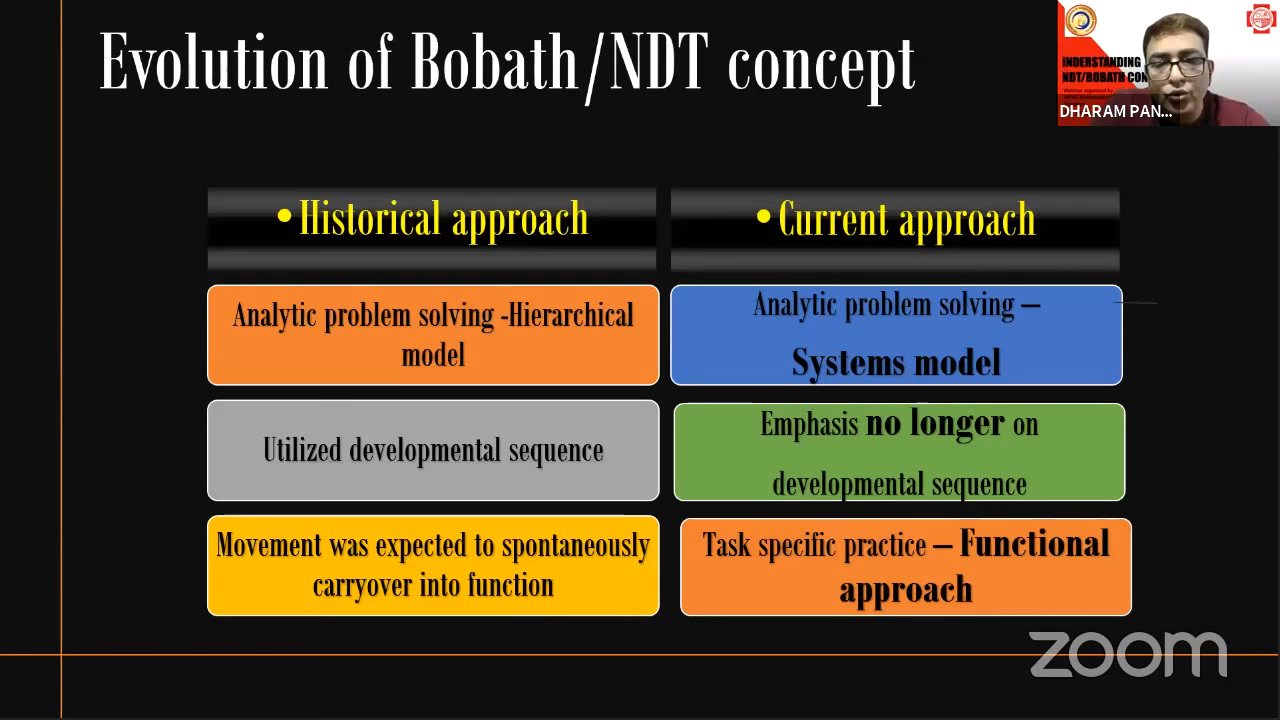 Evolution of Bobath/NDT concept
INDERSTANDING
NDT/BOBATH CON
DHARAM PAN...
•Historical approach
•Current approach
Analytic problem solving -Hierarchical
model
Analytic problem solving –
Systems model
Utilized developmental sequence
Emphasis no longer on
developmental sequence
Movement was expected to spontaneously
carryover into function
Task specific practice – Functional
approach
zoom